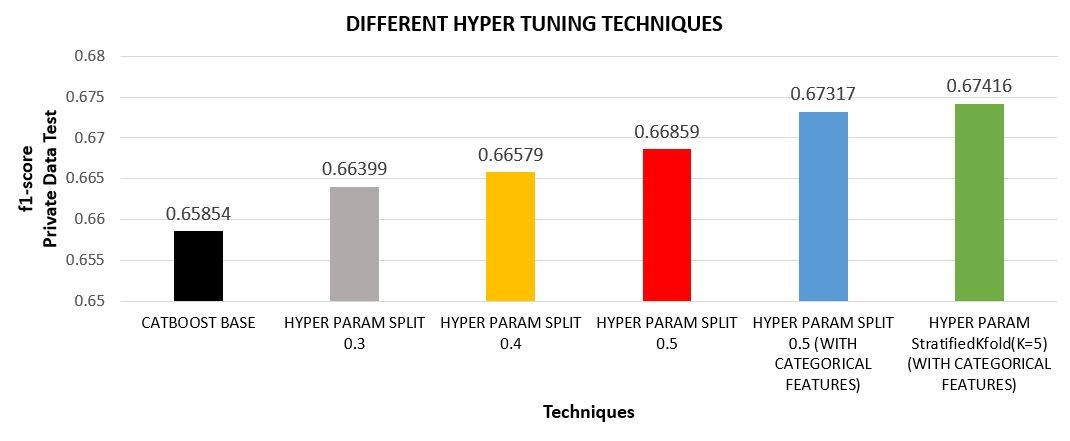 DIFFERENT HYPER TUNING TECHNIQUES
0.68
0.675
0.67
0.665
0.66
0.655
0.65
f1-score
Private Data Test
0.65854
0.66399
0.66579
0.66859
0.67317
0.67416
CATBOOST BASE
HYPER PARAM SPLIT
0.3
HYPER PARAM SPLIT
0.4
HYPER PARAM SPLIT
0.5
HYPER PARAM SPLIT
0.5 (WITH
CATEGORICAL
FEATURES)
HYPER PARAM
StratifiedKfold(K=5)
(WITH CATEGORICAL
FEATURES)
Techniques